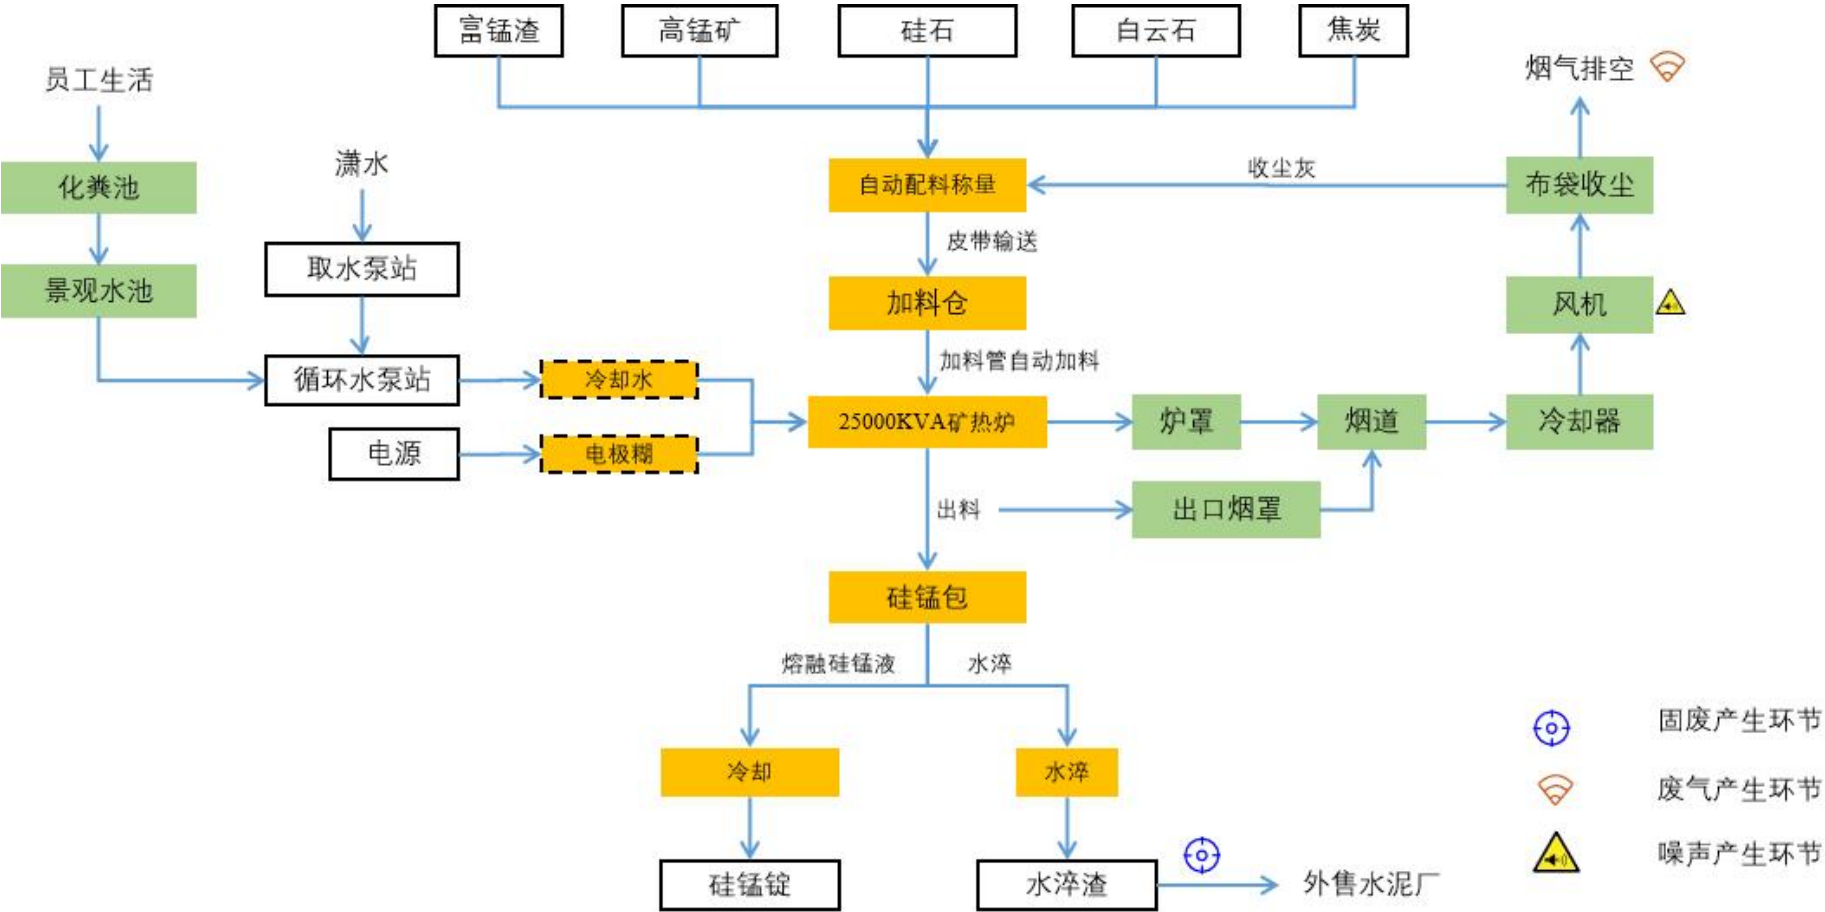 富锰渣
高锰矿
硅石
白云石
焦炭
员工生活
烟气排空
潇水
化粪池
自动配料称量
收尘灰
布袋收尘
皮带输送
取水泵站
景观水池
加料仓
风机
加料管自动加料
循环水泵站
冷却水
25000KVA矿热炉
炉罩
烟道
冷却器
电源
电极糊
出料
出口烟罩
硅锰包
熔融硅锰液
水淬
冷却
水淬
硅锰锭
水淬渣
外售水泥厂
固废产生环节
废气产生环节
噪声产生环节